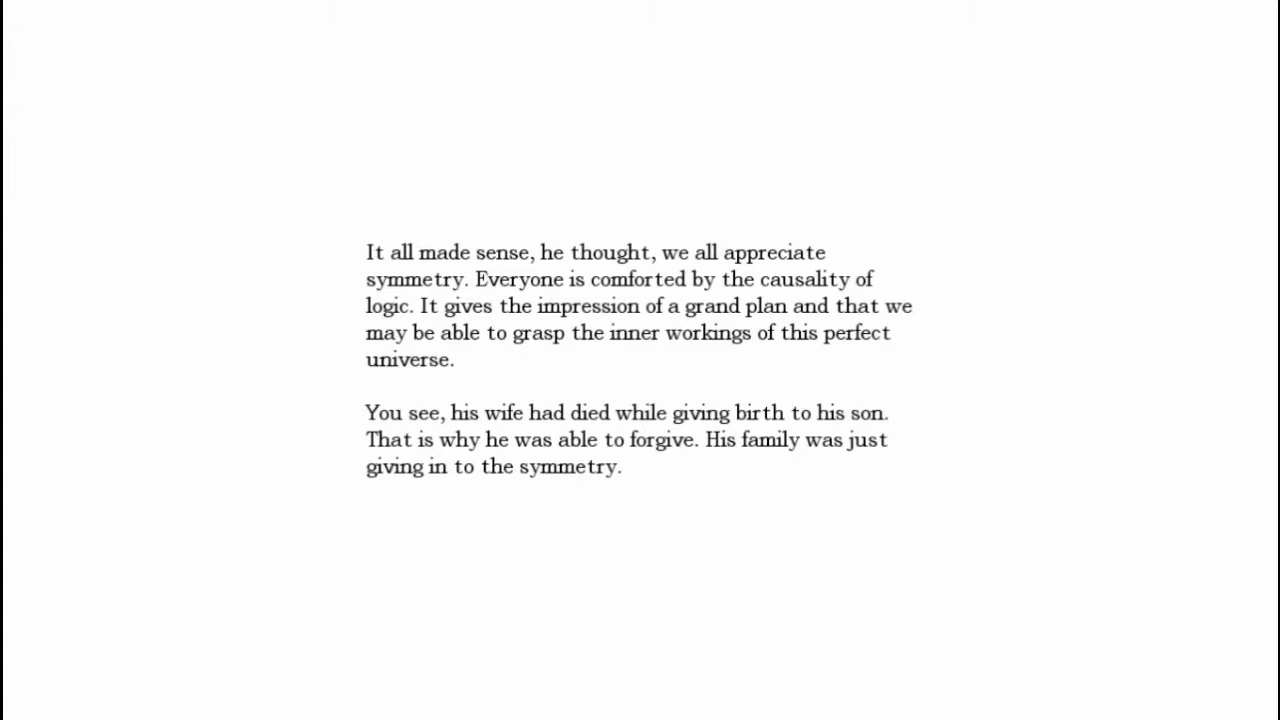 It all made sense, he thought, we all appreciate
symmetry. Everyone is comforted by the causality of
logic. It gives the impression of a grand plan and that we
may be able to grasp the inner workings of this perfect
universe.
You see, his wife had died while giving birth to his son.
That is why he was able to forgive. His family was just
giving in to the symmetry.